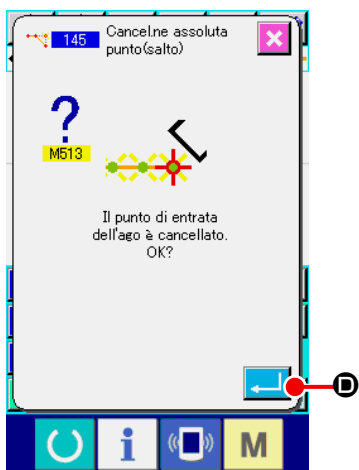 145 Cancel.ne assoluta
punto(salto)
?
M513
Il punto di entrata
dell'ago è cancellato.
OK?
D
i M